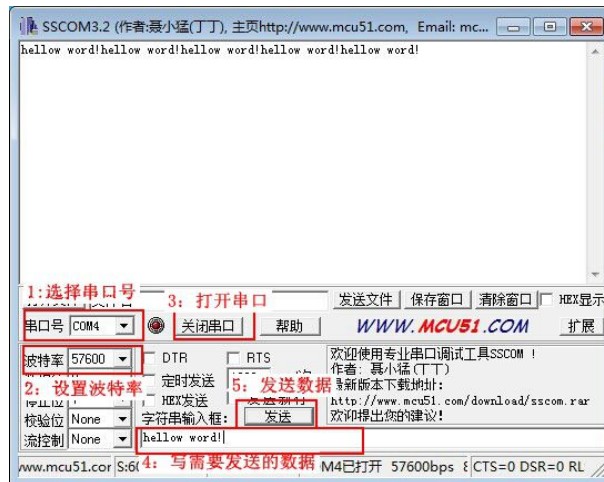 SSCOM3.2 (作者:聂小猛(丁丁), 主页http://www.mcu51.com, Email: mc...
hellow word!hellow word!hellow word!hellow word!hellow word!
1:选择串口号
3: 打开串口
发送文件 保存窗口 清除窗口 HEX显示
串口号 COM4 关闭串口 帮助 WWW.MCU51.COM 扩展
波特率 57600 DTR RTS
欢迎使用专业串口调试工具SSCOM !
作者: 聂小猛(丁丁)
2: 设置波特率
定时发送
5: 发送数据
最新版本下载地址:
HEX发送
http://www.mcu51.com/download/sscom.rar
校验位 None 字符串输入框: 发送
欢迎提出您的建议!
流控制 None hellow word!
4: 写需要发送的数据
www.mcu51.cor S:60 M4已打开 57600bps 8 CTS=0 DSR=0 RL